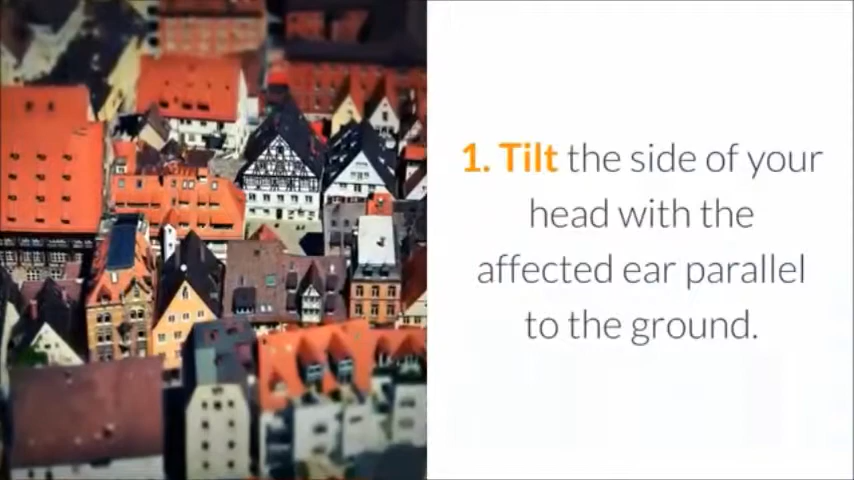 1. Tilt the side of your
head with the
affected ear parallel
to the ground.